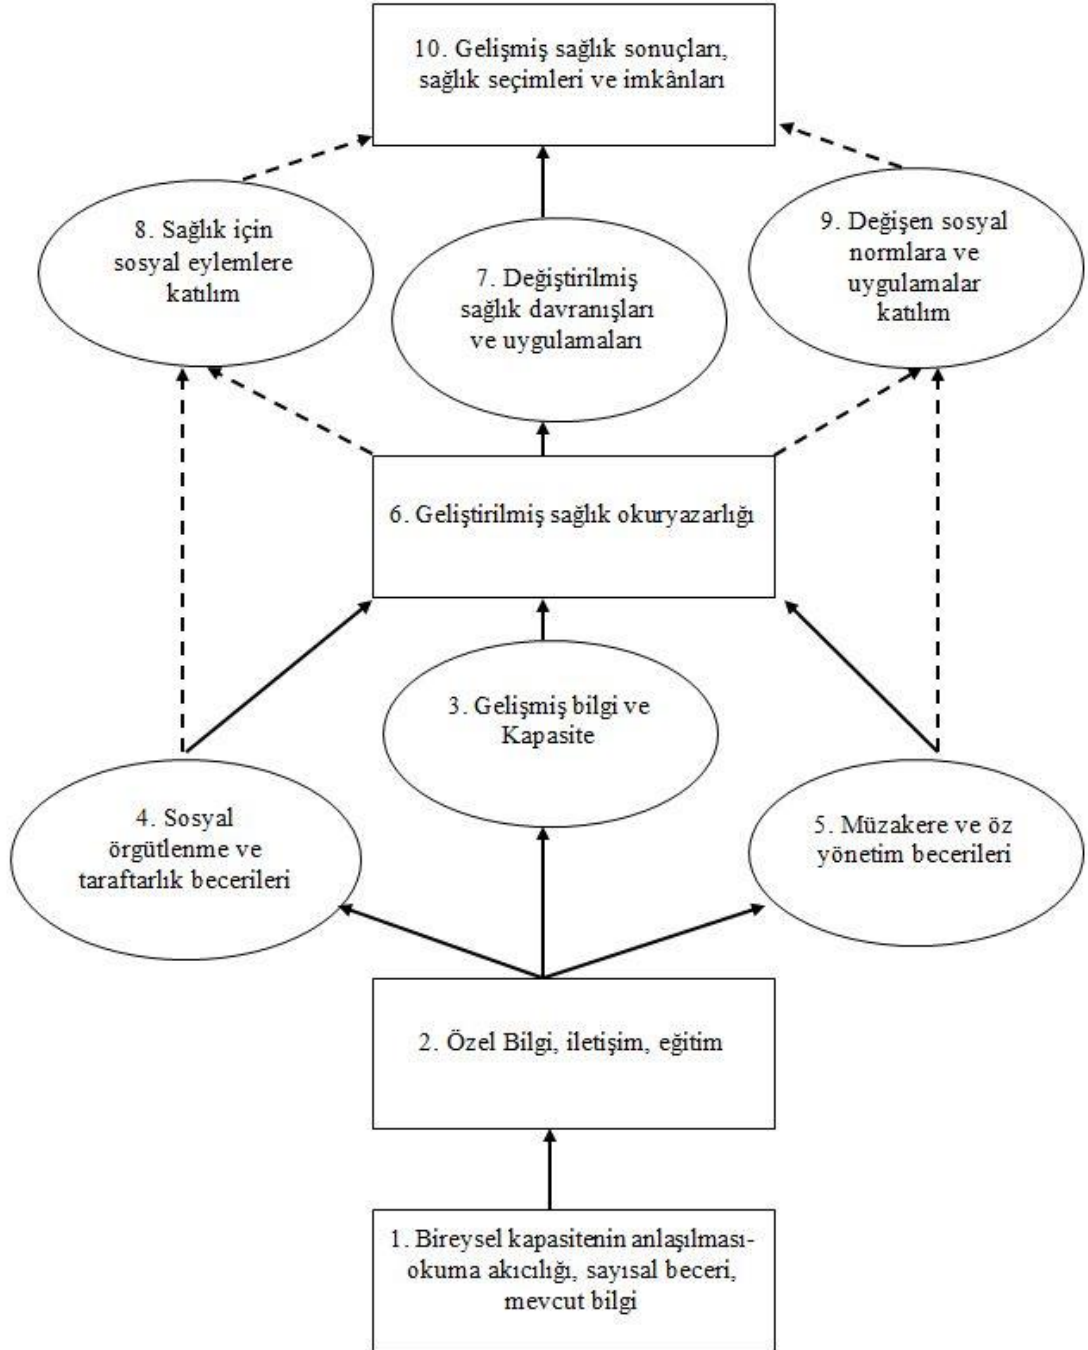 10. Gelişmiş sağlık sonuçları,
sağlık seçimleri ve imkânları
8. Sağlık için
sosyal eylemlere
katılım
7. Değiştirilmiş
sağlık davranışları
ve uygulamaları
9. Değişen sosyal
normlara ve
uygulamalar
katılım
6. Geliştirilmiş sağlık okuryazarlığı
3. Gelişmiş bilgi ve
Kapasite
4. Sosyal
örgütlenme ve
taraftarlık becerileri
5. Müzakere ve öz
yönetim becerileri
2. Özel Bilgi, iletişim, eğitim
1. Bireysel kapasitenin anlaşılması-
okuma akıcılığı, sayısal beceri,
mevcut bilgi